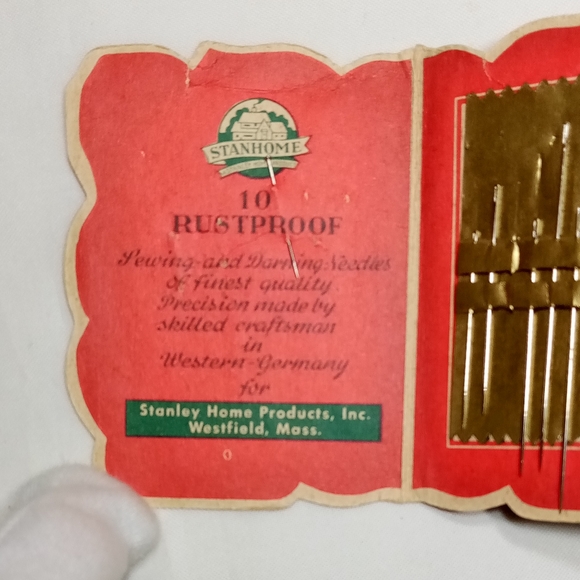 STANHOME
10
RUSTPROOF
Sewing-and Darning Needles
of finest quality.
Precision made by
skilled craftsman
in
Western-Germany
for
Stanley Home Products, Inc.
Westfield, Mass.
0